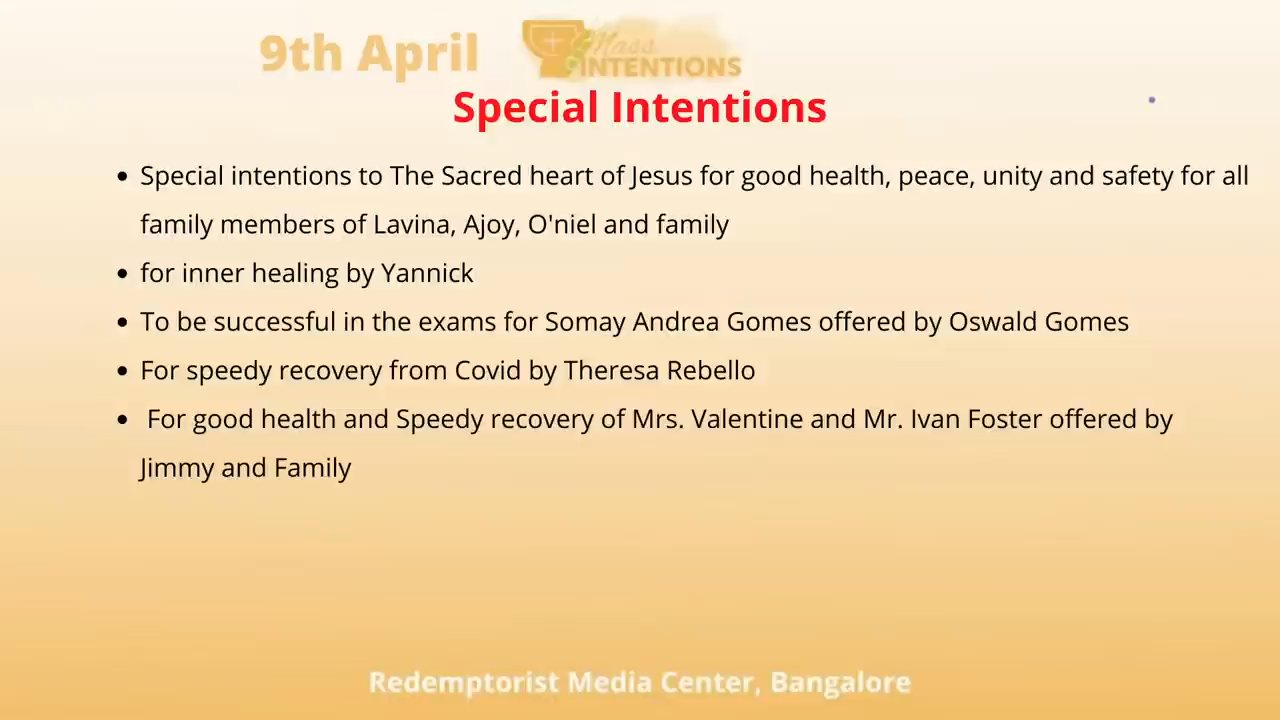 9th April
Mass
INTENTIONS
Special Intentions
• Special intentions to The Sacred heart of Jesus for good health, peace, unity and safety for all
family members of Lavina, Ajoy, O'niel and family
• for inner healing by Yannick
• To be successful in the exams for Somay Andrea Gomes offered by Oswald Gomes
• For speedy recovery from Covid by Theresa Rebello
• For good health and Speedy recovery of Mrs. Valentine and Mr. Ivan Foster offered by
Jimmy and Family
Redemptorist Media Center, Bangalore